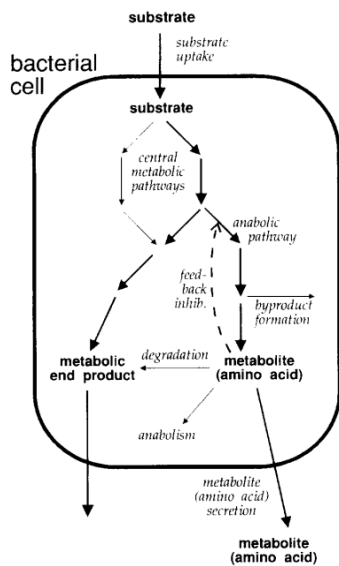 substrate
substrate
uptake
bacterial
cell
substrate
central
metabolic
pathways
anabolic
pathway
feed-
back
inhib.
byproduct
formation
metabolic
end product
degradation
metabolite
(amino acid)
anabolism
metabolite
(amino acid)
secretion
metabolite
(amino acid)